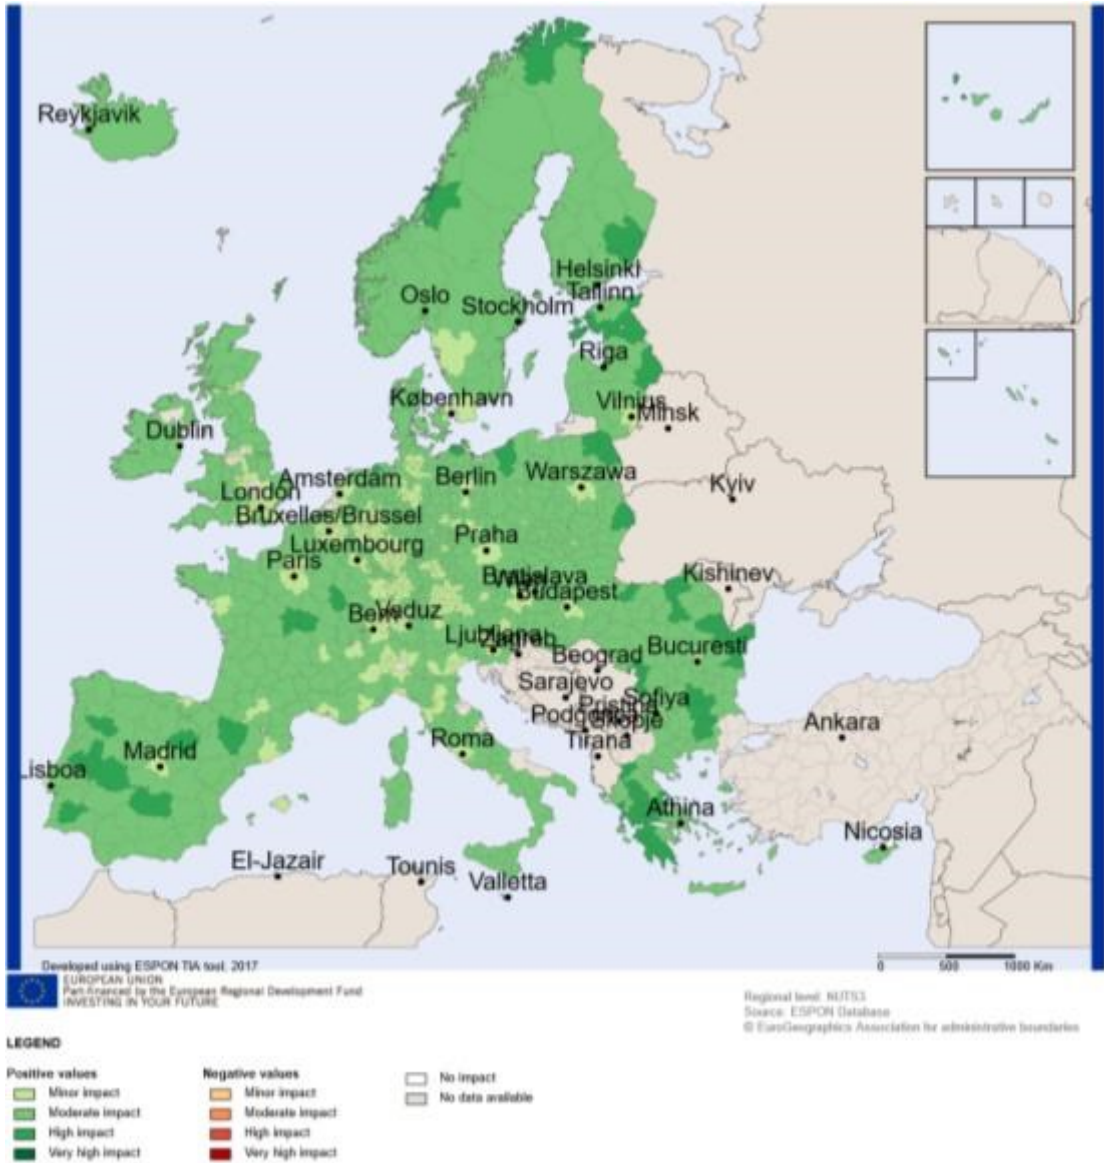 Reykjavik
Helsinki
Tallinn
Oslo
Stockholm
Riga
København
Vilnius
Minsk
Dublin
Amsterdam
Berlin
Warszawa
London
Kyiv
Bruxelles/Brussel
Luxembourg
Praha
Paris
Bratislava
Wien
Budapest
Kishinev
Bern
Vaduz
Ljubljana
Zagreb
Bucuresti
Beograd
Sarajevo
Sofiya
Pristina
Podgorica
Skopje
Ankara
Madrid
Roma
Tirana
Lisboa
Athina
Nicosia
El-Jazair
Tounis
Valletta
Developed using ESPON TIA tool, 2017
0 500 1000 Km
EUROPEAN UNION
Part-financed by the European Regional Development Fund
INVESTING IN YOUR FUTURE
Regional level: NUTS3
Source: ESPON Database
© EuroGeographics Association for administrative boundaries
LEGEND
Positive values
Minor impact
Moderate impact
High impact
Very high impact
Negative values
Minor impact
Moderate impact
High impact
Very high impact
No impact
No data available